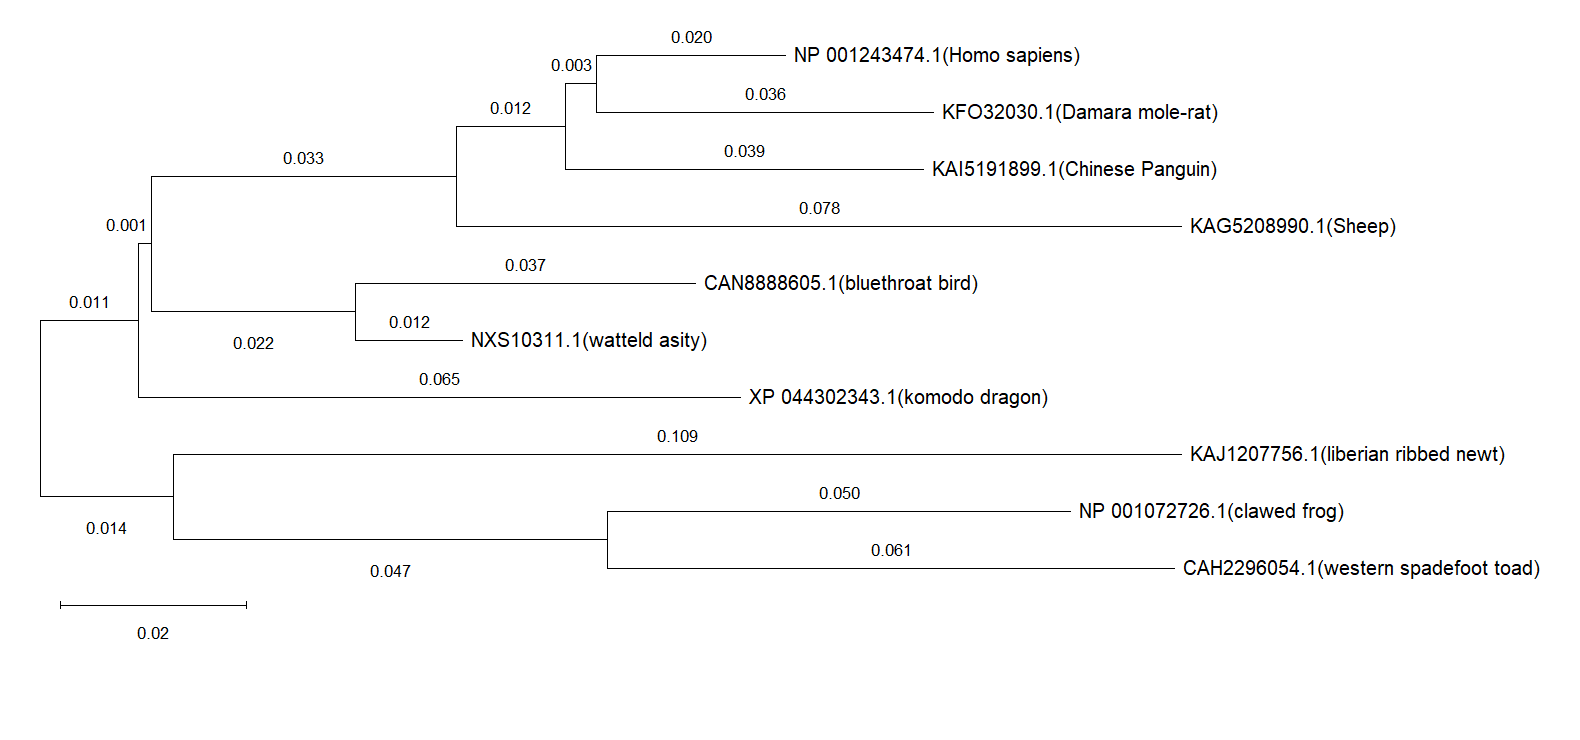 0.020
NP 001243474.1(Homo sapiens)
0.003
0.036
KFO32030.1(Damara mole-rat)
0.012
0.039
KAI5191899.1(Chinese Panguin)
0.033
0.078
KAG5208990.1(Sheep)
0.001
0.037
CAN8888605.1(bluethroat bird)
0.011
0.012
NXS10311.1(watteld asity)
0.022
0.065
XP 044302343.1(komodo dragon)
0.109
KAJ1207756.1(liberian ribbed newt)
0.050
NP 001072726.1(clawed frog)
0.014
0.061
CAH2296054.1(western spadefoot toad)
0.047
0.02